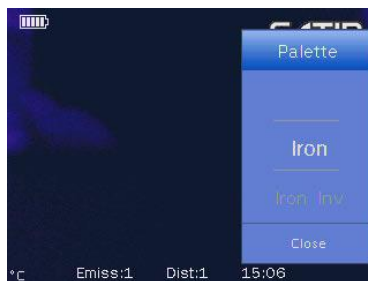 Palette
Iron
Iron Inv
Close
°C Emiss:1 Dist:1 15:06